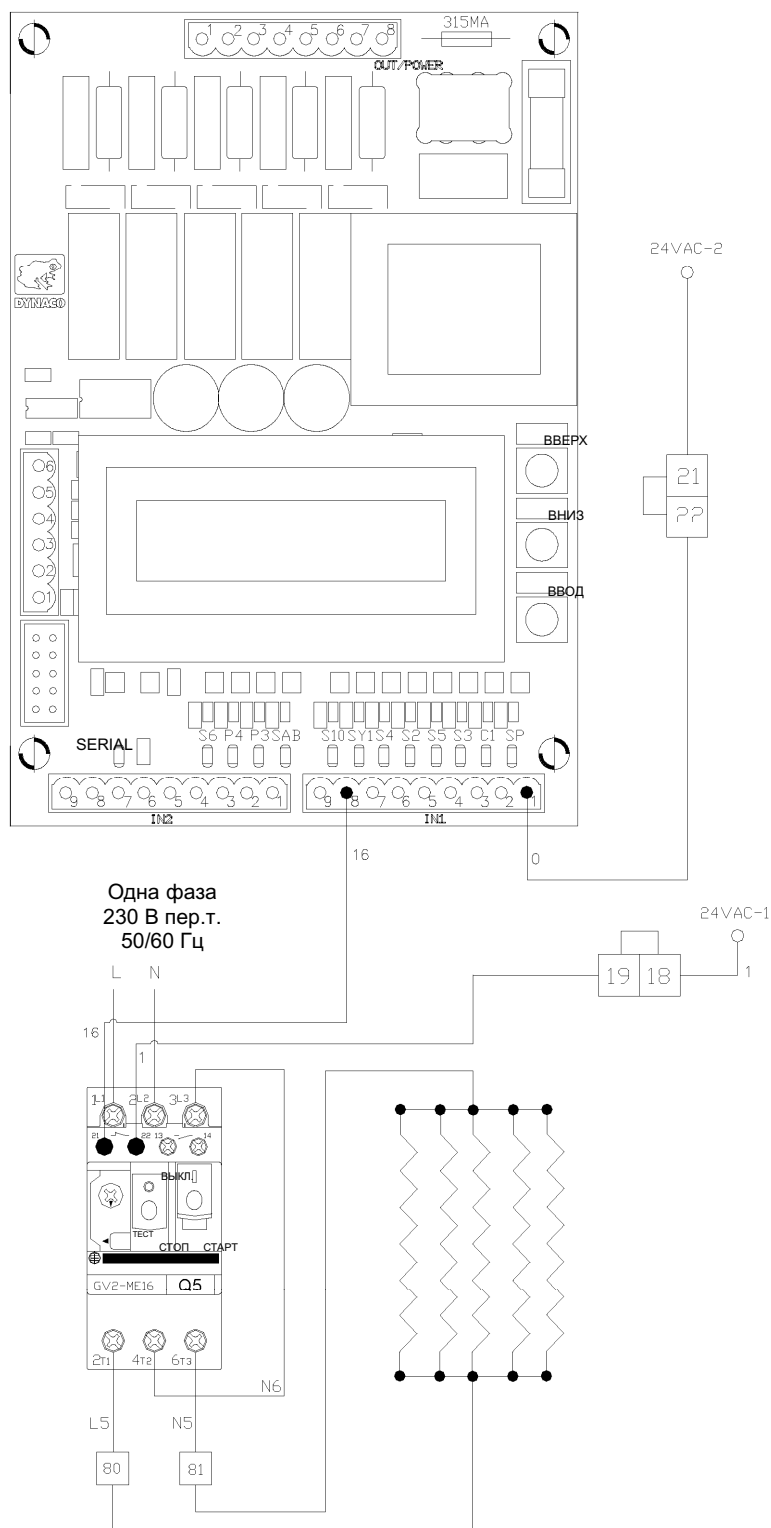 315MA
1 2 3 4 5 6 7 8
OUT/POWER
DYNACO
24VAC-2
ВВЕРХ
ВНИЗ
ВВОД
21
22
6
5
4
3
2
1
SERIAL
S6 P4 P3 SAB
S10 SY1 S4 S2 S5 S3 C1 SP
9 8 7 6 5 4 3 2 1
9 8 7 6 5 4 3 2 1
IN2
IN1
16
0
Одна фаза
230 В пер.т.
50/60 Гц
L N
24VAC-1
19 18
1
16
1
1L1 2L2 3L3
21 22 13 14
ВЫКЛ.
ТЕСТ
СТОП СТАРТ
GV2-ME16 Q5
2T1 4T2 6T3
N6
L5 N5
80 81